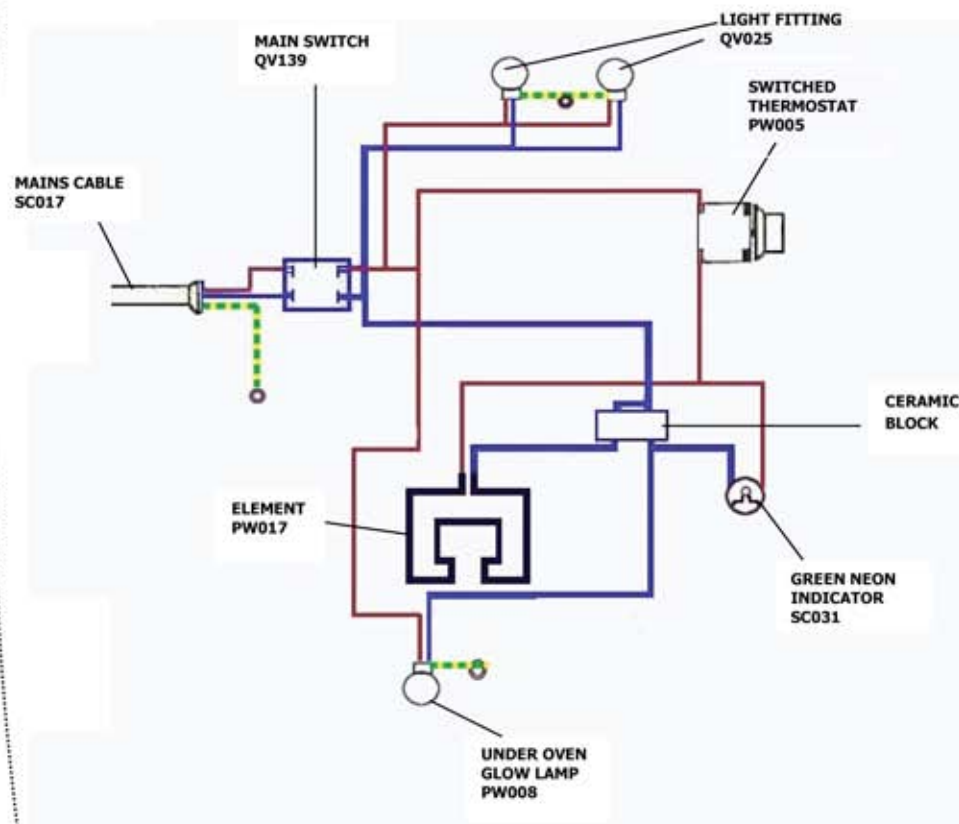 LIGHT FITTING
QV025
MAIN SWITCH
QV139
SWITCHED
THERMOSTAT
PW005
MAINS CABLE
SC017
CERAMIC
BLOCK
ELEMENT
PW017
GREEN NEON
INDICATOR
SC031
UNDER OVEN
GLOW LAMP
PW008